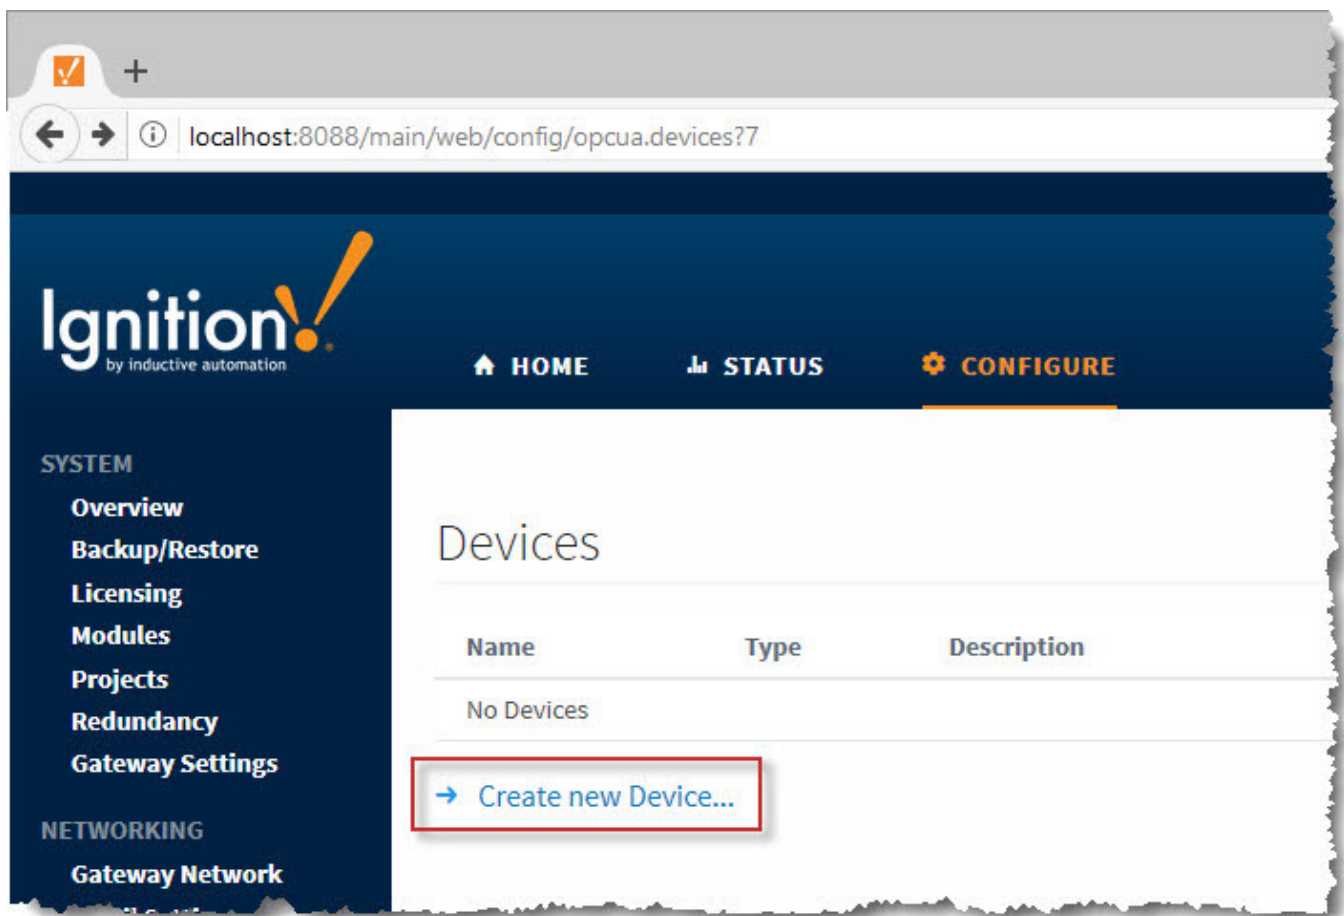 localhost:8088/main/web/config/opcua.devices?7
Ignition
by inductive automation
HOME STATUS CONFIGURE
SYSTEM
Overview
Backup/Restore
Licensing
Modules
Projects
Redundancy
Gateway Settings
NETWORKING
Gateway Network
Devices
Name Type Description
No Devices
Create new Device...